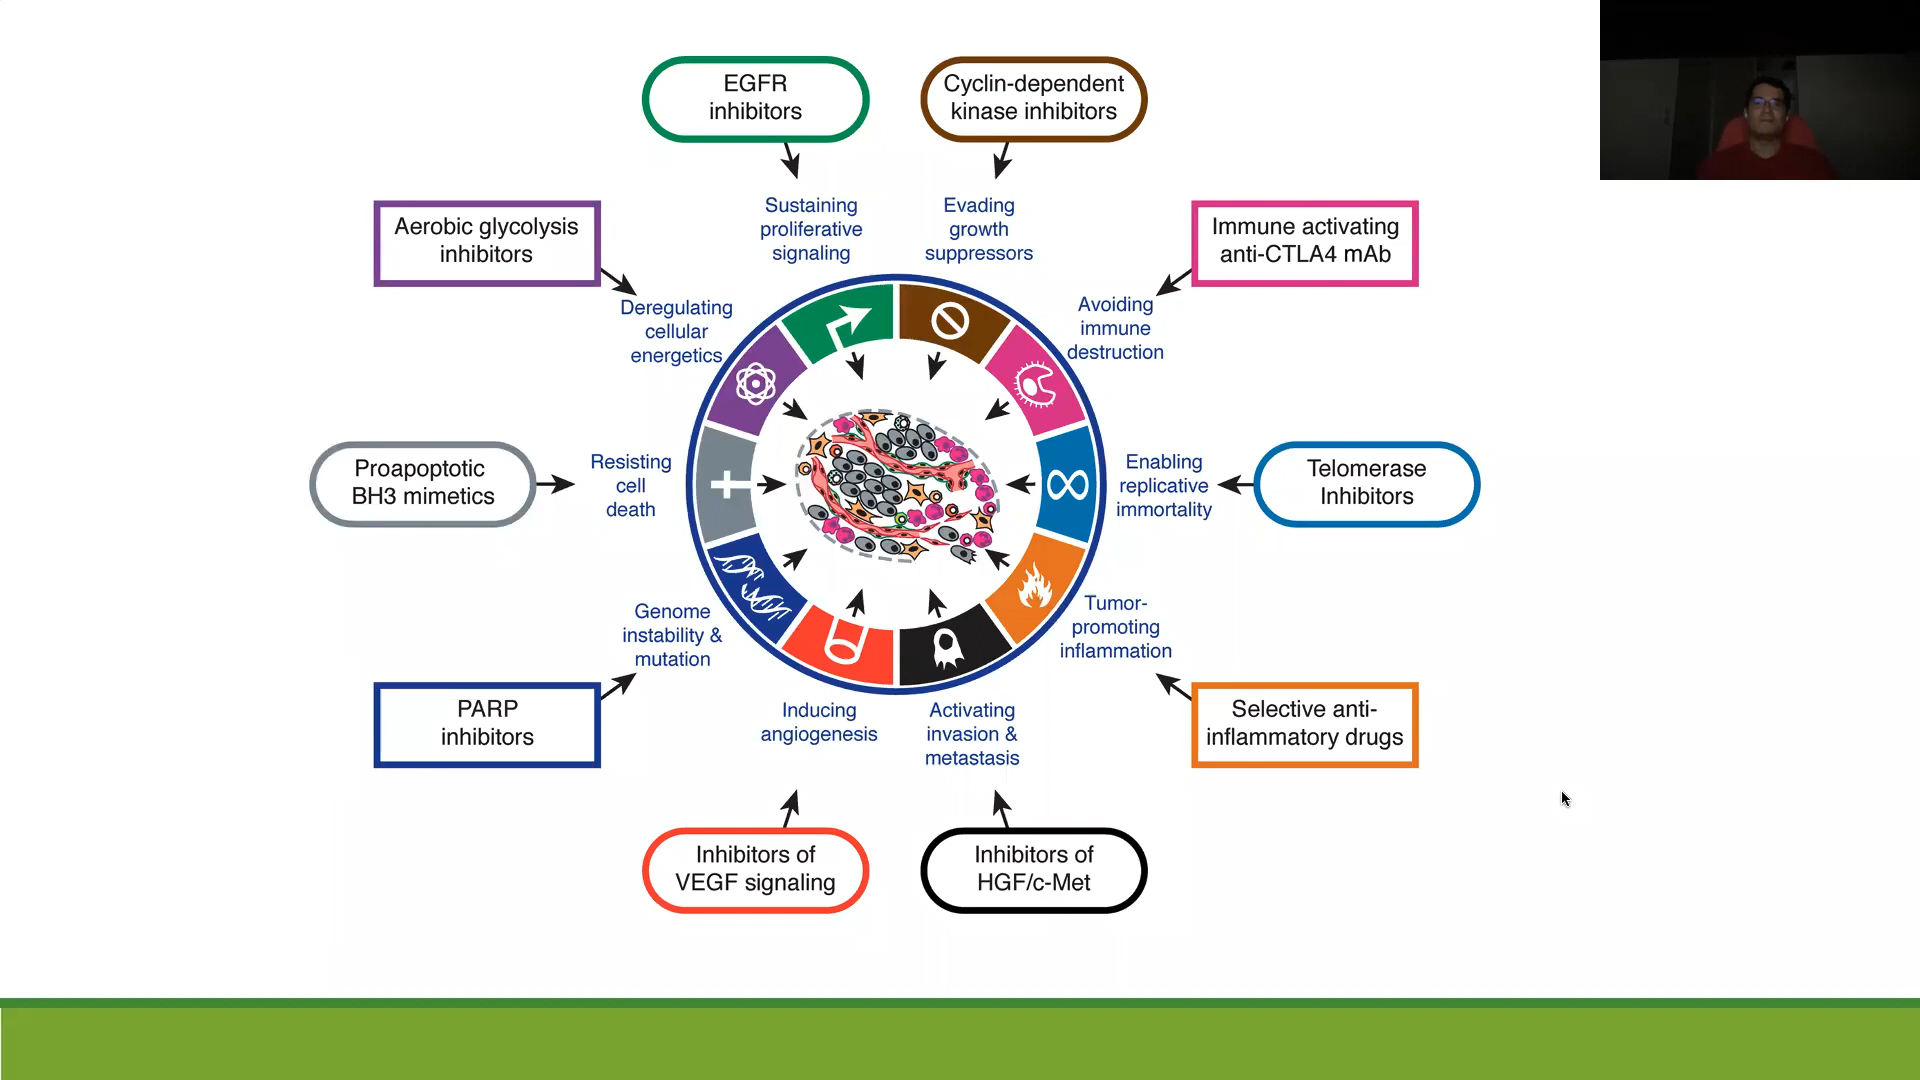 EGFR
inhibitors
Cyclin-dependent
kinase inhibitors
Aerobic glycolysis
inhibitors
Sustaining
proliferative
signaling
Evading
growth
suppressors
Immune activating
anti-CTLA4 mAb
Deregulating
cellular
energetics
Avoiding
immune
destruction
Proapoptotic
BH3 mimetics
Resisting
cell
death
Enabling
replicative
immortality
Telomerase
Inhibitors
Genome
instability &
mutation
Tumor-
promoting
inflammation
PARP
inhibitors
Inducing
angiogenesis
Activating
invasion &
metastasis
Selective anti-
inflammatory drugs
Inhibitors of
VEGF signaling
Inhibitors of
HGF/c-Met